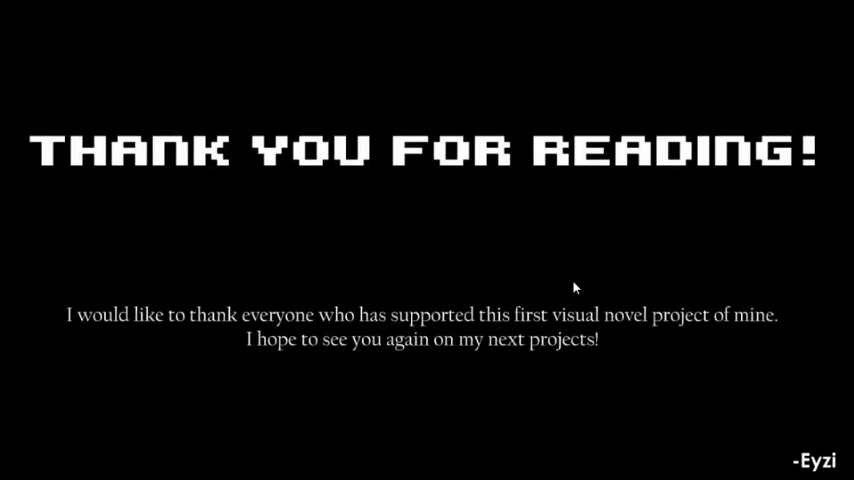 THANK YOU FOR READING!
I would like to thank everyone who has supported this first visual novel project of mine.
I hope to see you again on my next projects!
-Eyzi